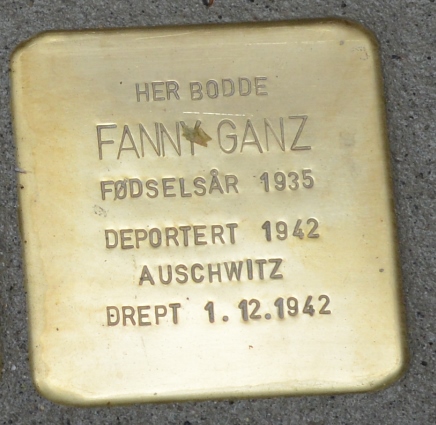 HER BODDE
FANNY GANZ
FØDSELSÅR 1935
DEPORTERT 1942
AUSCHWITZ
DREPT 1.12.1942